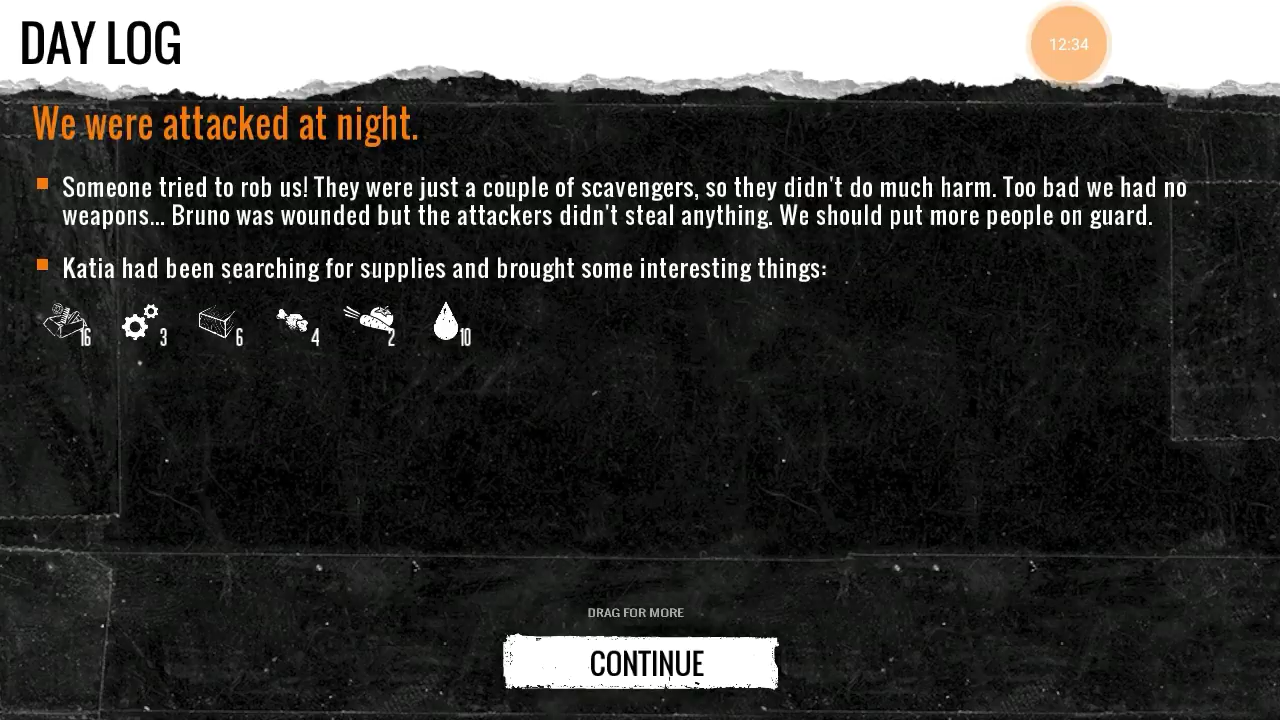 DAY LOG
12:34
We were attacked at night.
Someone tried to rob us! They were just a couple of scavengers, so they didn't do much harm. Too bad we had no
weapons... Bruno was wounded but the attackers didn't steal anything. We should put more people on guard.
Katia had been searching for supplies and brought some interesting things:
16 3 6 4 2 10
DRAG FOR MORE
CONTINUE